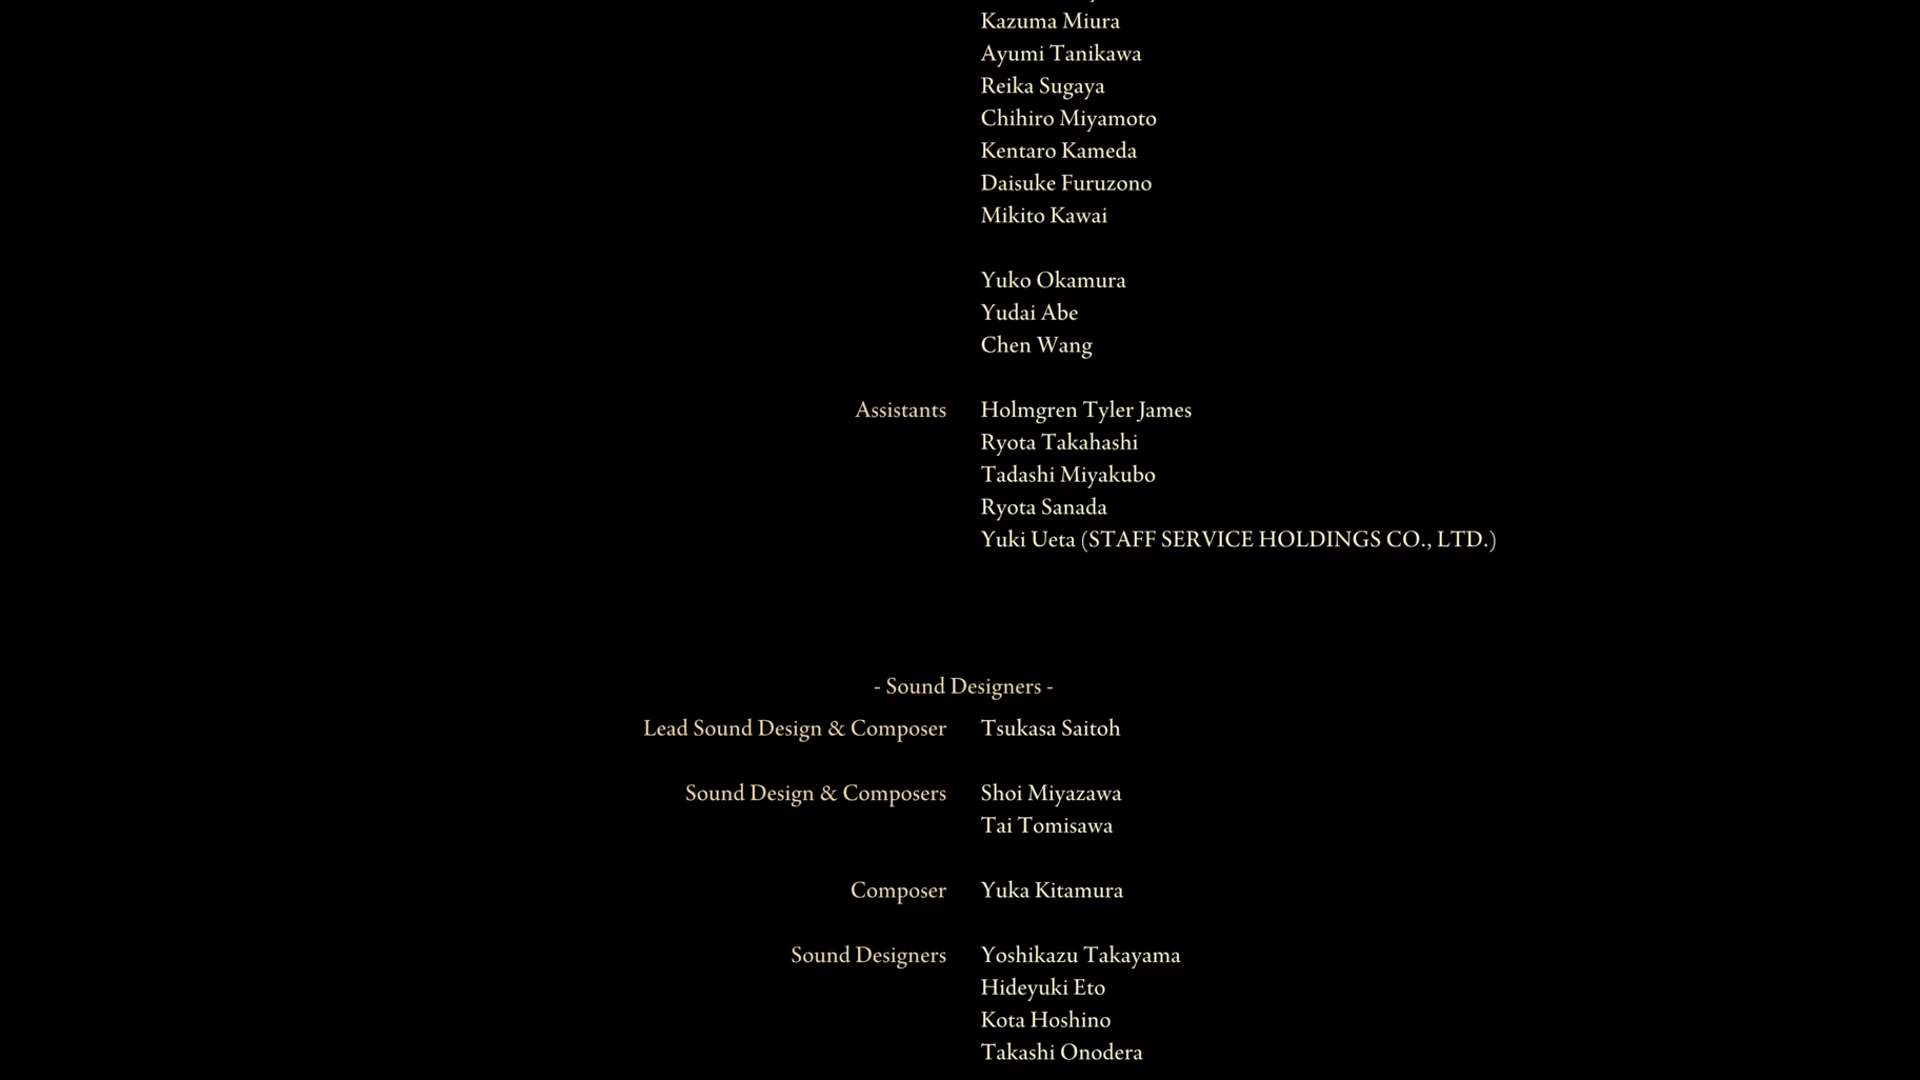 Kazuma Miura
Ayumi Tanikawa
Reika Sugaya
Chihiro Miyamoto
Kentaro Kameda
Daisuke Furuzono
Mikito Kawai
Yuko Okamura
Yudai Abe
Chen Wang
Assistants Holmgren Tyler James
Ryota Takahashi
Tadashi Miyakubo
Ryota Sanada
Yuki Ueta (STAFF SERVICE HOLDINGS CO., LTD.)
- Sound Designers -
Lead Sound Design & Composer Tsukasa Saitoh
Sound Design & Composers Shoi Miyazawa
Tai Tomisawa
Composer Yuka Kitamura
Sound Designers Yoshikazu Takayama
Hideyuki Eto
Kota Hoshino
Takashi Onodera